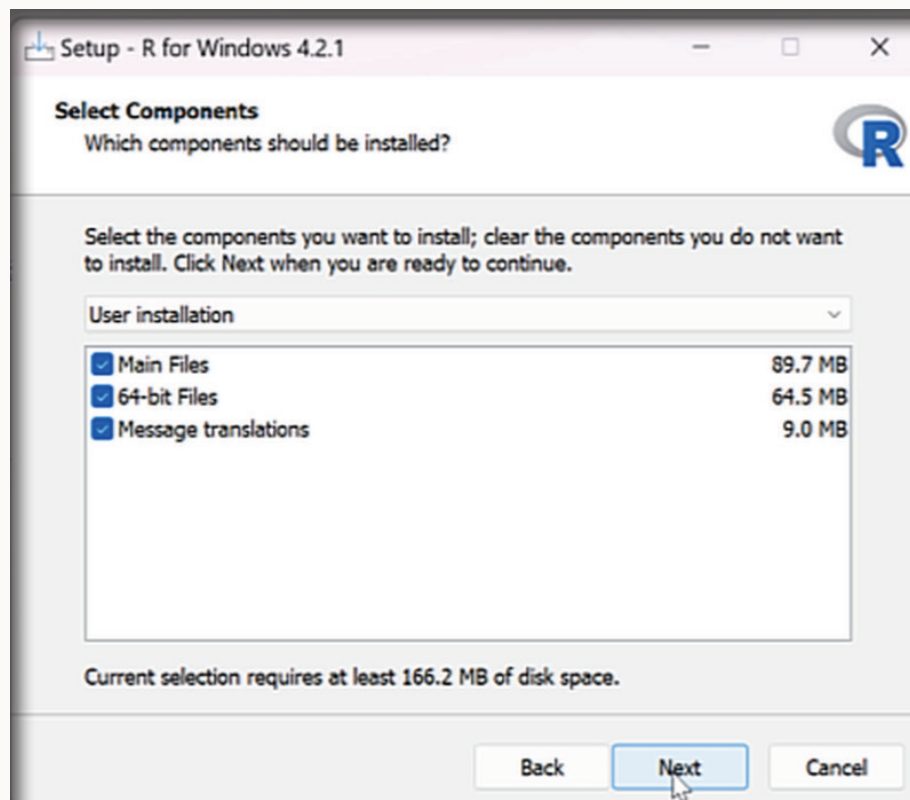 Setup - R for Windows 4.2.1
Select Components
Which components should be installed?
R
Select the components you want to install; clear the components you do not want
to install. Click Next when you are ready to continue.
User installation
Main Files 89.7 MB
64-bit Files 64.5 MB
Message translations 9.0 MB
Current selection requires at least 166.2 MB of disk space.
Back Next Cancel